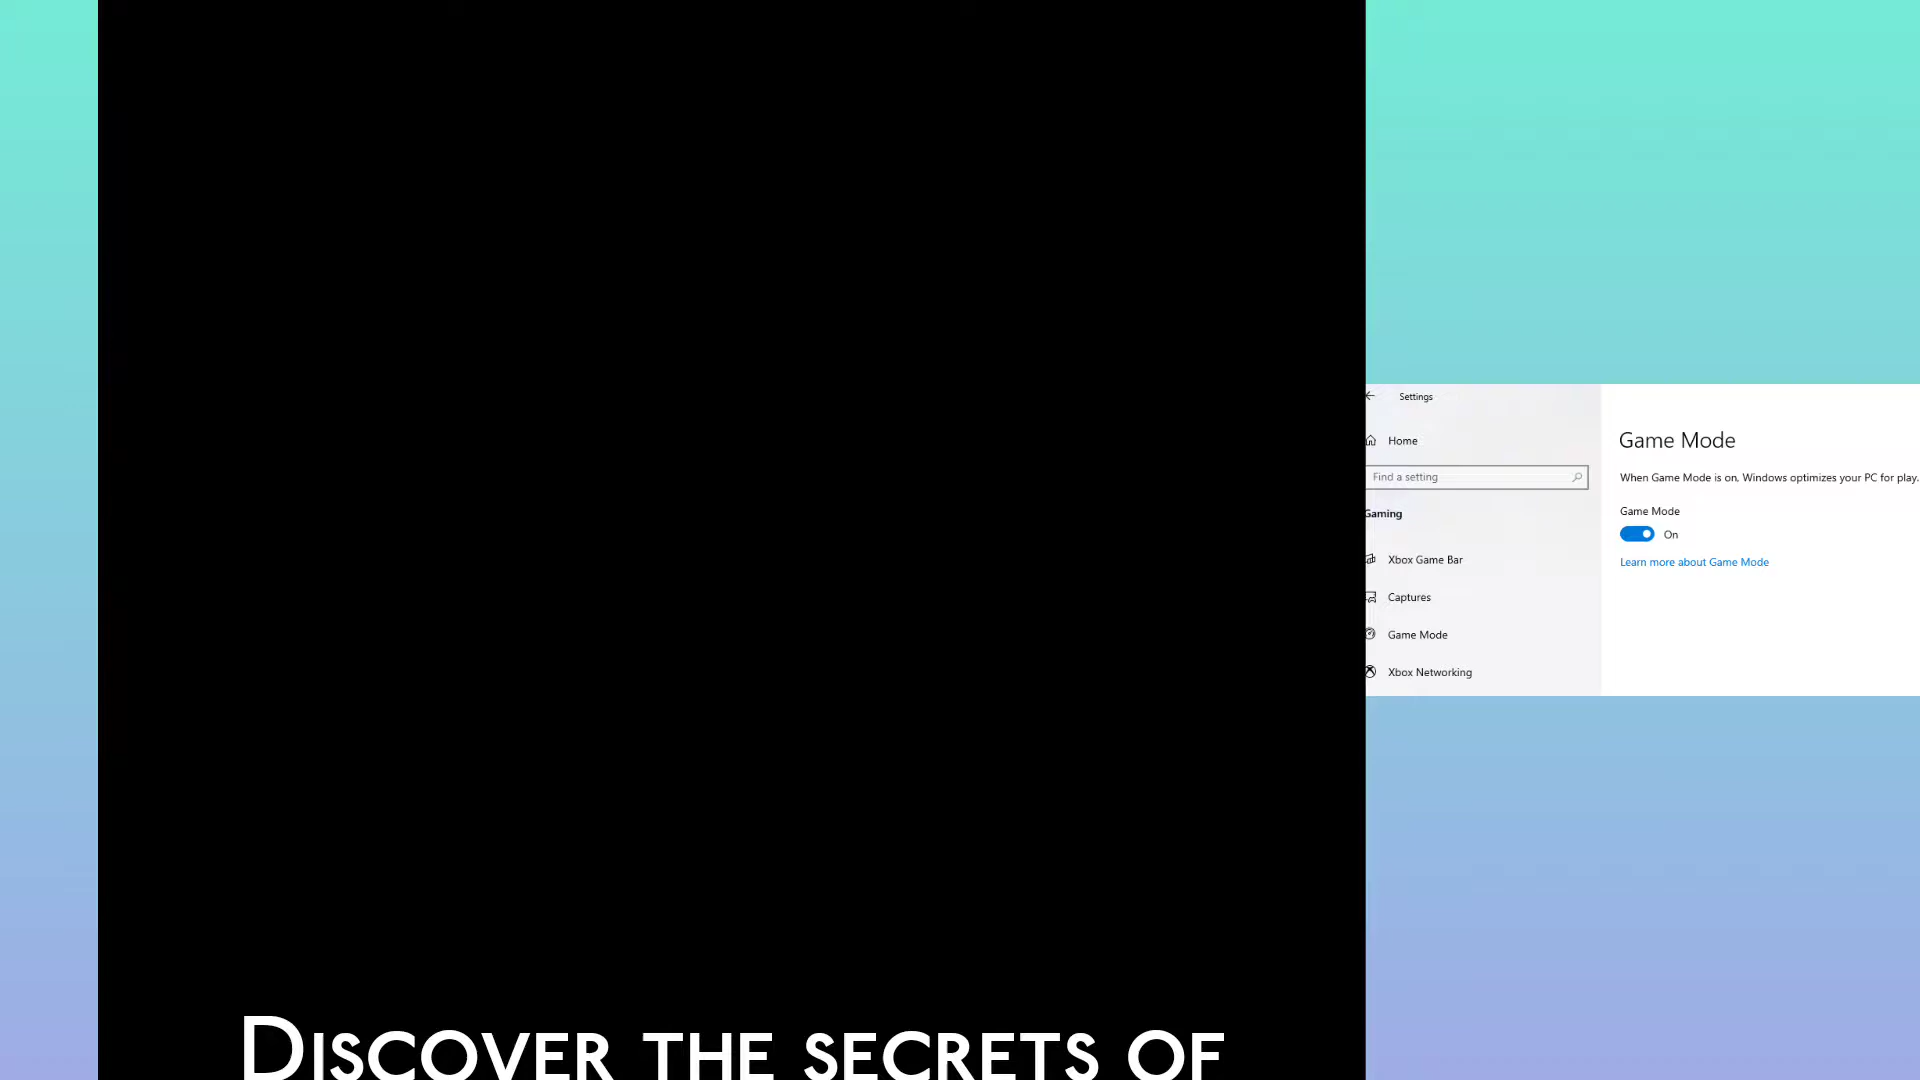 Settings
Home
Find a setting
Gaming
Xbox Game Bar
Captures
Game Mode
Xbox Networking
Game Mode
When Game Mode is on, Windows optimizes your PC for play.
Game Mode
On
Learn more about Game Mode
DISCOVER THE SECRETS OF